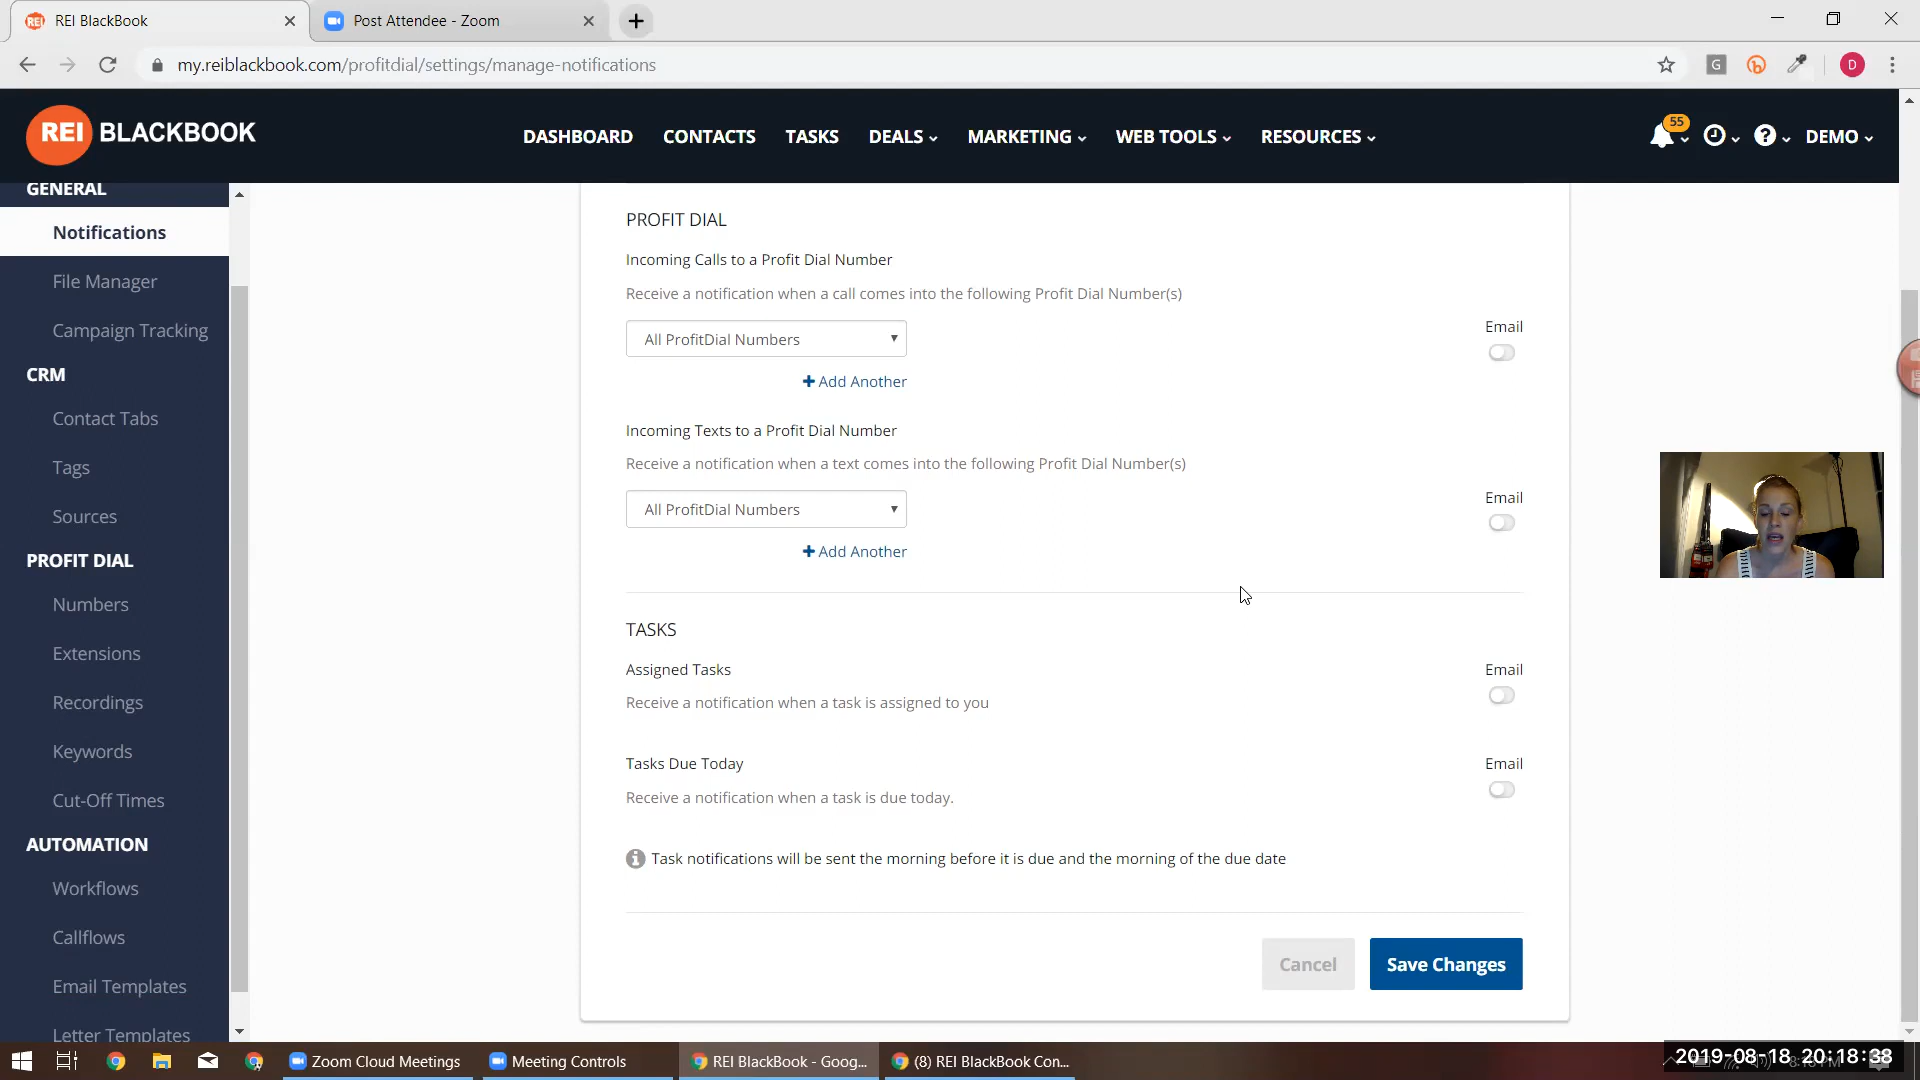 REI BlackBook
Post Attendee - Zoom
my.reiblackbook.com/profitdial/settings/manage-notifications
G
D
REI BLACKBOOK
DASHBOARD
CONTACTS
TASKS
DEALS
MARKETING
WEB TOOLS
RESOURCES
55
DEMO
GENERAL
Notifications
File Manager
Campaign Tracking
CRM
Contact Tabs
Tags
Sources
PROFIT DIAL
Numbers
Extensions
Recordings
Keywords
Cut-Off Times
AUTOMATION
Workflows
Callflows
Email Templates
Letter Templates
PROFIT DIAL
Incoming Calls to a Profit Dial Number
Receive a notification when a call comes into the following Profit Dial Number(s)
All ProfitDial Numbers
Email
+ Add Another
Incoming Texts to a Profit Dial Number
Receive a notification when a text comes into the following Profit Dial Number(s)
All ProfitDial Numbers
Email
+ Add Another
TASKS
Assigned Tasks
Email
Receive a notification when a task is assigned to you
Tasks Due Today
Email
Receive a notification when a task is due today.
Task notifications will be sent the morning before it is due and the morning of the due date
Cancel
Save Changes
Zoom Cloud Meetings
Meeting Controls
REI BlackBook - Goog...
(8) REI BlackBook Con...
2019-08-18 20:18:38